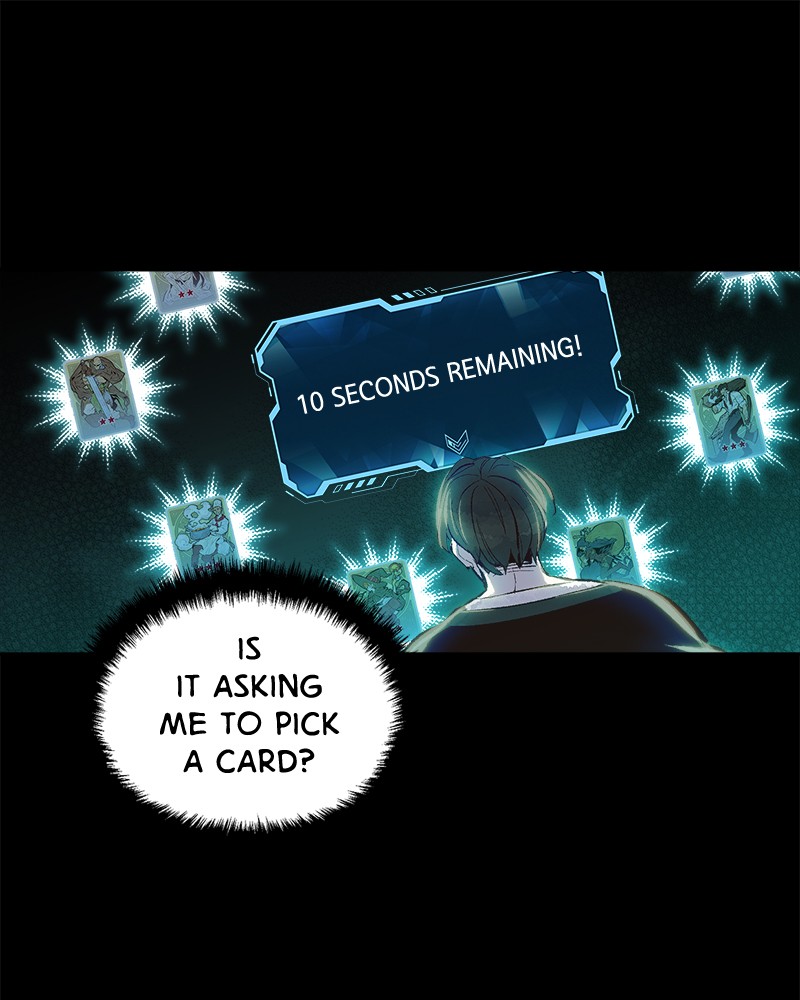 10 SECONDS REMAINING!
IS
IT ASKING
ME TO PICK
A CARD?